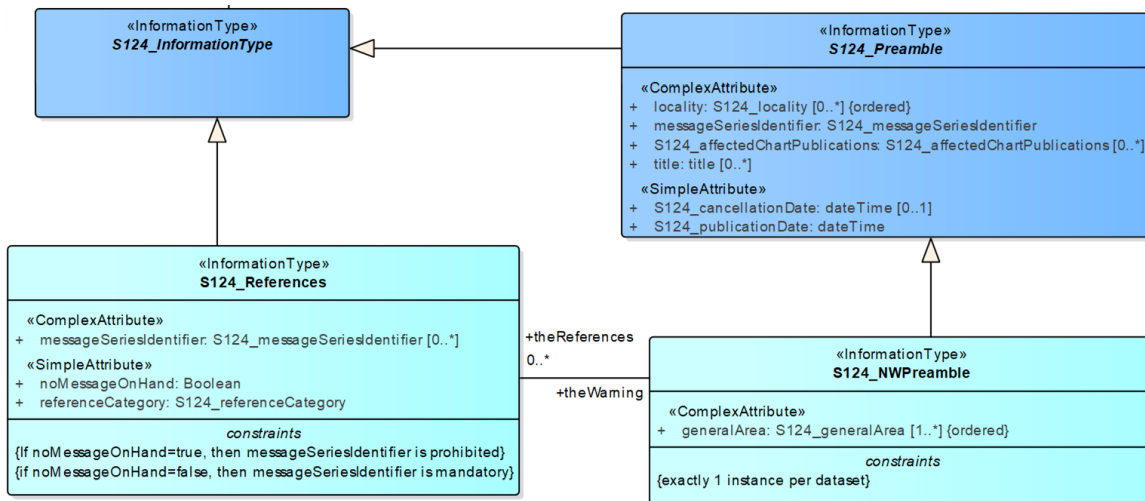 «InformationType»
S124_InformationType
«InformationType»
S124_Preamble
«ComplexAttribute»
+ locality: S124_locality [0..*] {ordered}
+ messageSeriesIdentifier: S124_messageSeriesIdentifier
+ S124_affectedChartPublications: S124_affectedChartPublications [0..*]
+ title: title [0..*]
«SimpleAttribute»
+ S124_cancellationDate: dateTime [0..1]
+ S124_publicationDate: dateTime
«InformationType»
S124_References
«ComplexAttribute»
+ messageSeriesIdentifier: S124_messageSeriesIdentifier [0..*]
«SimpleAttribute»
+ noMessageOnHand: Boolean
+ referenceCategory: S124_referenceCategory
constraints
{If noMessageOnHand=true, then messageSeriesIdentifier is prohibited}
{if noMessageOnHand=false, then messageSeriesIdentifier is mandatory}
+theReferences
0..*
+theWarning
«InformationType»
S124_NWPreamble
«ComplexAttribute»
+ generalArea: S124_generalArea [1..*] {ordered}
constraints
{exactly 1 instance per dataset}